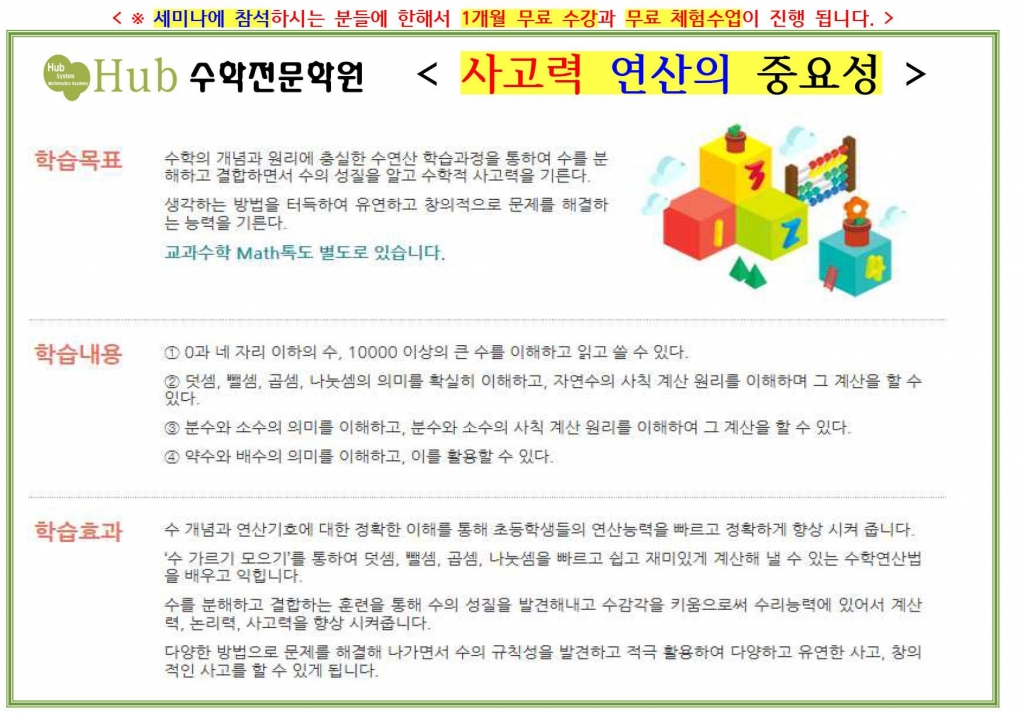 < ※ 세미나에 참석하시는 분들에 한해서 1개월 무료 수강과 무료 체험수업이 진행 됩니다. >
Hub
System
Mathematics Academy
Hub 수학전문학원 < 사고력 연산의 중요성 >
학습목표
수학의 개념과 원리에 충실한 수연산 학습과정을 통하여 수를 분
해하고 결합하면서 수의 성질을 알고 수학적 사고력을 기른다.
생각하는 방법을 터득하여 유연하고 창의적으로 문제를 해결하
는 능력을 기른다.
교과수학 Math톡도 별도로 있습니다.
3
1
2
4
학습내용
① 0과 네 자리 이하의 수, 10000 이상의 큰 수를 이해하고 읽고 쓸 수 있다.
② 덧셈, 뺄셈, 곱셈, 나눗셈의 의미를 확실히 이해하고, 자연수의 사칙 계산 원리를 이해하며 그 계산을 할 수
있다.
③ 분수와 소수의 의미를 이해하고, 분수와 소수의 사칙 계산 원리를 이해하여 그 계산을 할 수 있다.
④ 약수와 배수의 의미를 이해하고, 이를 활용할 수 있다.
학습효과
수 개념과 연산기호에 대한 정확한 이해를 통해 초등학생들의 연산능력을 빠르고 정확하게 향상 시켜 줍니다.
‘수 가르기 모으기’를 통하여 덧셈, 뺄셈, 곱셈, 나눗셈을 빠르고 쉽고 재미있게 계산해 낼 수 있는 수학연산법
을 배우고 익힙니다.
수를 분해하고 결합하는 훈련을 통해 수의 성질을 발견해내고 수감각을 키움으로써 수리능력에 있어서 계산
력, 논리력, 사고력을 향상 시켜줍니다.
다양한 방법으로 문제를 해결해 나가면서 수의 규칙성을 발견하고 적극 활용하여 다양하고 유연한 사고, 창의
적인 사고를 할 수 있게 됩니다.